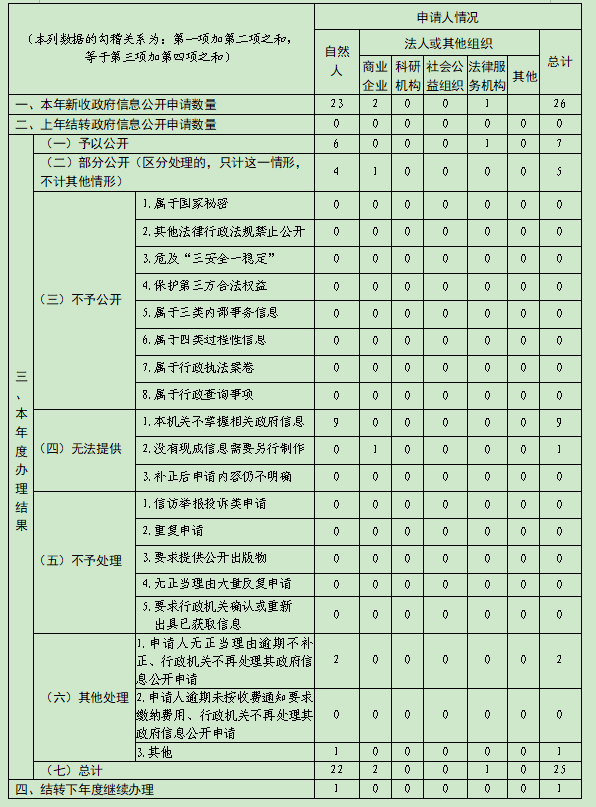 （本列数据的勾稽关系为：第一项加第二项之和，
等于第三项加第四项之和）
申请人情况
自然
人
法人或其他组织
总计
商业
企业
科研
机构
社会公
益组织
法律服
务机构
其他
一、本年新收政府信息公开申请数量 23 2 0 0 1 26
二、上年结转政府信息公开申请数量 0 0 0 0 0 0 0
三、本年度办理结果
（一）予以公开 6 0 0 0 1 0 7
（二）部分公开（区分处理的，只计这一情形，
不计其他情形） 4 1 0 0 0 0 5
（三）不予公开
1.属于国家秘密 0 0 0 0 0 0 0
2.其他法律行政法规禁止公开 0 0 0 0 0 0 0
3.危及“三安全一稳定” 0 0 0 0 0 0 0
4.保护第三方合法权益 0 0 0 0 0 0 0
5.属于三类内部事务信息 0 0 0 0 0 0 0
6.属于四类过程性信息 0 0 0 0 0 0 0
7.属于行政执法案卷 0 0 0 0 0 0 0
8.属于行政查询事项 0 0 0 0 0 0 0
（四）无法提供
1.本机关不掌握相关政府信息 9 0 0 0 0 0 9
2.没有现成信息需要另行制作 0 1 0 0 0 0 1
3.补正后申请内容仍不明确 0 0 0 0 0 0 0
（五）不予处理
1.信访举报投诉类申请 0 0 0 0 0 0 0
2.重复申请 0 0 0 0 0 0 0
3.要求提供公开出版物 0 0 0 0 0 0 0
4.无正当理由大量反复申请 0 0 0 0 0 0 0
5.要求行政机关确认或重新
出具已获取信息 0 0 0 0 0 0 0
（六）其他处理
1.申请人无正当理由逾期不补
正、行政机关不再处理其政府信
息公开申请 2 0 0 0 0 0 2
2.申请人逾期未按收费通知要求
缴纳费用、行政机关不再处理其
政府信息公开申请 0 0 0 0 0 0 0
3.其他 1 0 0 0 0 0 1
（七）总计 22 2 0 0 1 0 25
四、结转下年度继续办理 1 0 0 0 0 0 1